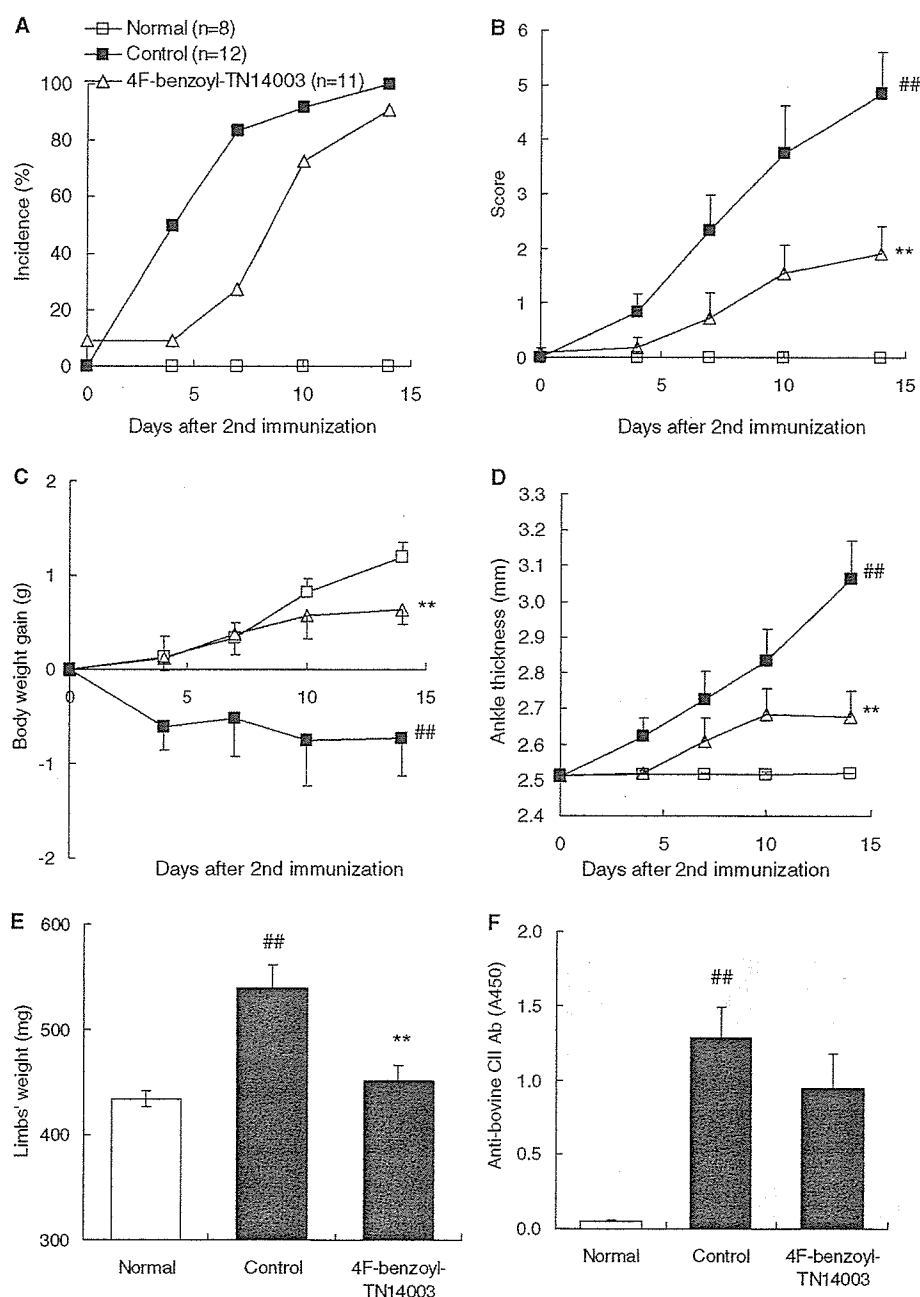 A
Normal (n=8)
Control (n=12)
4F-benzoyl-TN14003 (n=11)
100
80
60
40
20
0
Incidence (%)
0 5 10 15
Days after 2nd immunization
B
6
5
4
3
2
1
0
Score
##
**
0 5 10 15
Days after 2nd immunization
C
2
1
0
-1
-2
Body weight gain (g)
**
##
0 5 10 15
Days after 2nd immunization
D
3.3
3.2
3.1
3.0
2.9
2.8
2.7
2.6
2.5
2.4
Ankle thickness (mm)
##
**
0 5 10 15
Days after 2nd immunization
E
600
500
400
300
Limbs' weight (mg)
##
**
Normal Control 4F-benzoyl-
TN14003
F
2.0
1.5
1.0
0.5
0.0
Anti-bovine CII Ab (A450)
##
Normal Control 4F-benzoyl-
TN14003